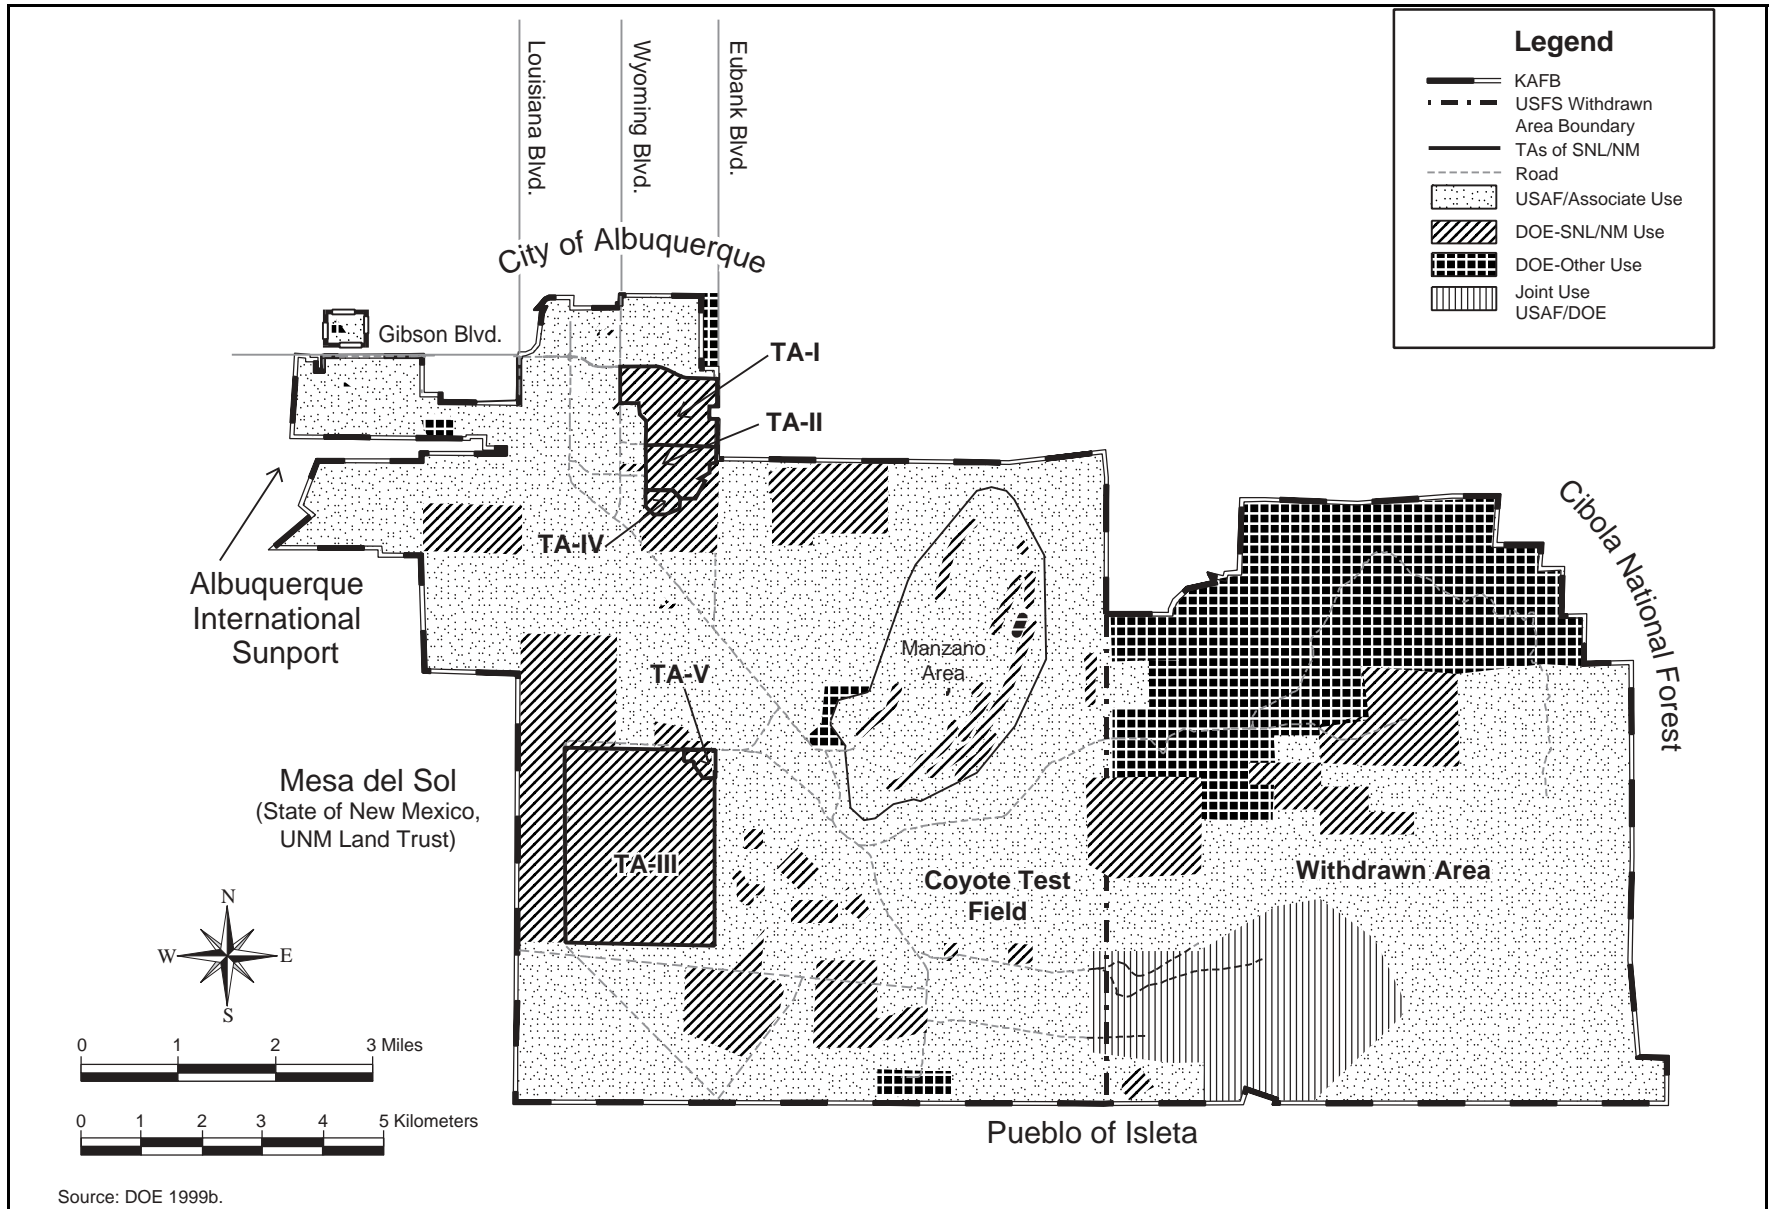 Louisiana Blvd.
Wyoming Blvd.
Eubank Blvd.
Legend
KAFB
USFS Withdrawn
Area Boundary
TAs of SNL/NM
Road
USAF/Associate Use
DOE-SNL/NM Use
DOE-Other Use
Joint Use
USAF/DOE
City of Albuquerque
Gibson Blvd.
TA-I
TA-II
TA-IV
Albuquerque
International
Sunport
Cibola National Forest
Manzano
Area
TA-V
Mesa del Sol
(State of New Mexico,
UNM Land Trust)
TA-III
Coyote Test
Field
Withdrawn Area
N
W
E
S
0 1 2 3 Miles
0 1 2 3 4 5 Kilometers
Pueblo of Isleta
Source: DOE 1999b.